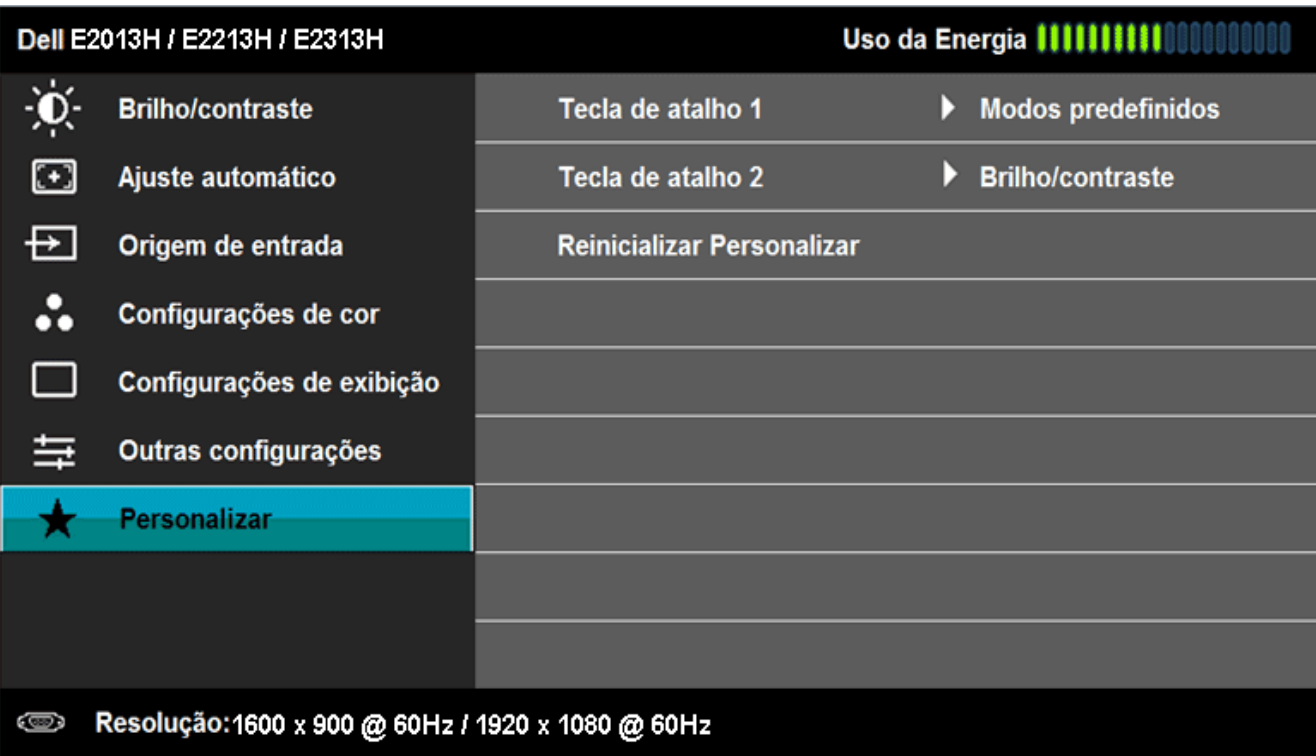 Dell E2013H / E2213H / E2313H Uso da Energia
Brilho/contraste Tecla de atalho 1 Modos predefinidos
Ajuste automático Tecla de atalho 2 Brilho/contraste
Origem de entrada Reinicializar Personalizar
Configurações de cor
Configurações de exibição
Outras configurações
Personalizar
Resolução:1600 x 900 @ 60Hz / 1920 x 1080 @ 60Hz